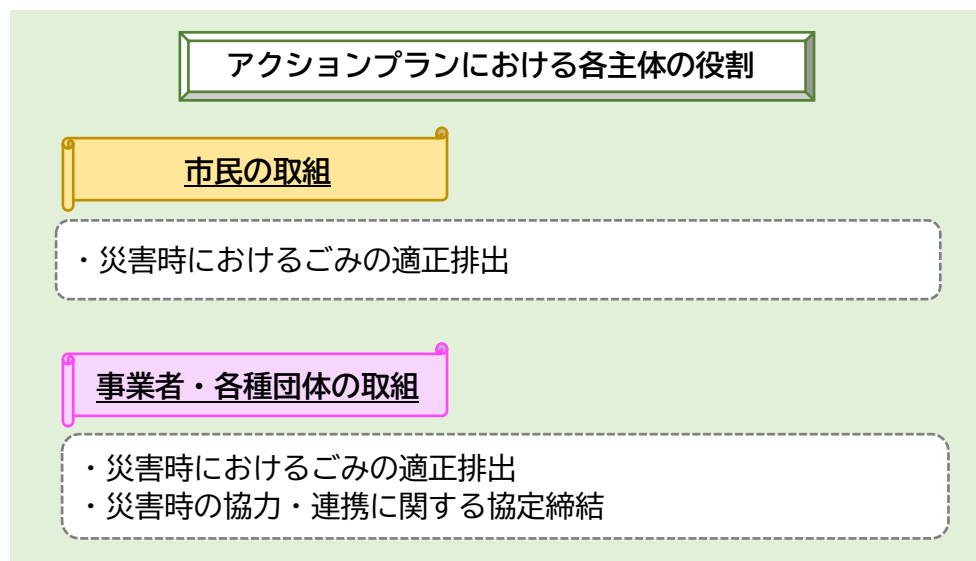 アクションプランにおける各主体の役割
市民の取組
・災害時におけるごみの適正排出
事業者・各種団体の取組
・災害時におけるごみの適正排出
・災害時の協力・連携に関する協定締結